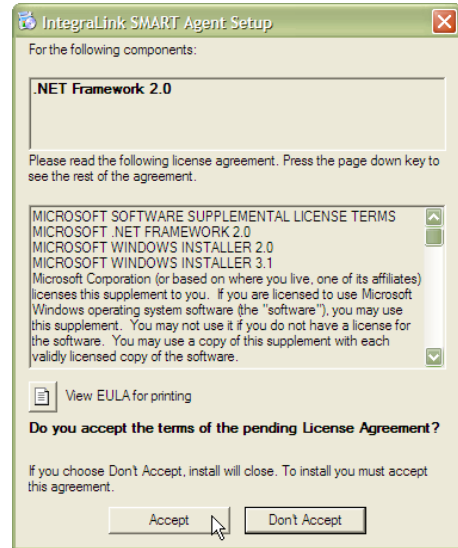 IntegraLink SMART Agent Setup
For the following components:
.NET Framework 2.0
Please read the following license agreement. Press the page down key to
see the rest of the agreement.
MICROSOFT SOFTWARE SUPPLEMENTAL LICENSE TERMS
MICROSOFT .NET FRAMEWORK 2.0
MICROSOFT WINDOWS INSTALLER 2.0
MICROSOFT WINDOWS INSTALLER 3.1
Microsoft Corporation (or based on where you live, one of its affiliates)
licenses this supplement to you. If you are licensed to use Microsoft
Windows operating system software (the "software"), you may use
this supplement. You may not use it if you do not have a license for
the software. You may use a copy of this supplement with each
validly licensed copy of the software.
View EULA for printing
Do you accept the terms of the pending License Agreement?
If you choose Don't Accept, install will close. To install you must accept
this agreement.
Accept
Don't Accept